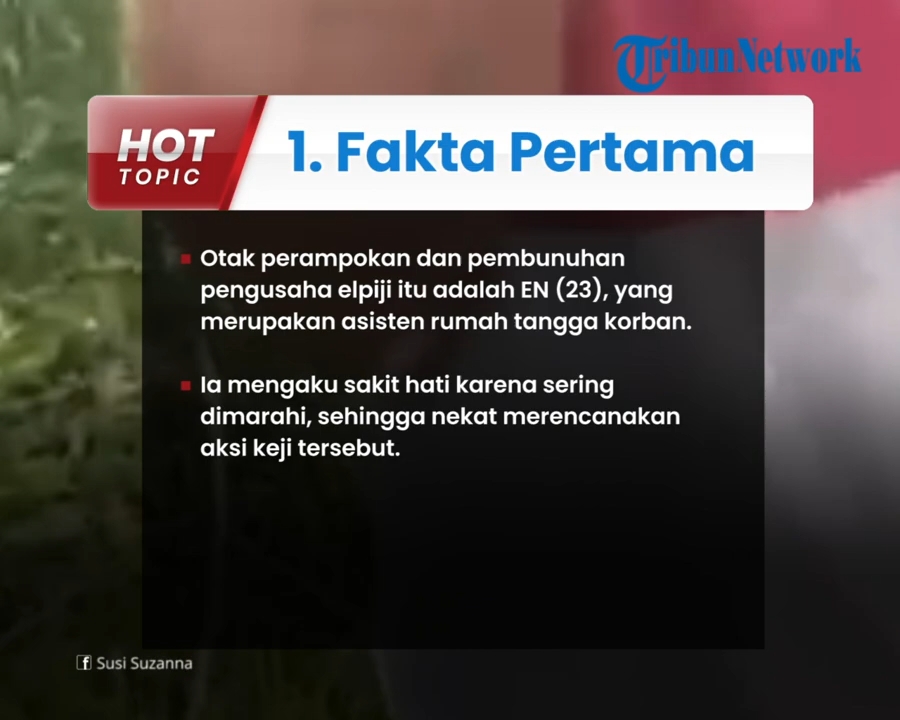 TribunNetwork
HOT
TOPIC
1. Fakta Pertama
Otak perampokan dan pembunuhan
pengusaha elpiji itu adalah EN (23), yang
merupakan asisten rumah tangga korban.
Ia mengaku sakit hati karena sering
dimarahi, sehingga nekat merencanakan
aksi keji tersebut.
f Susi Suzanna